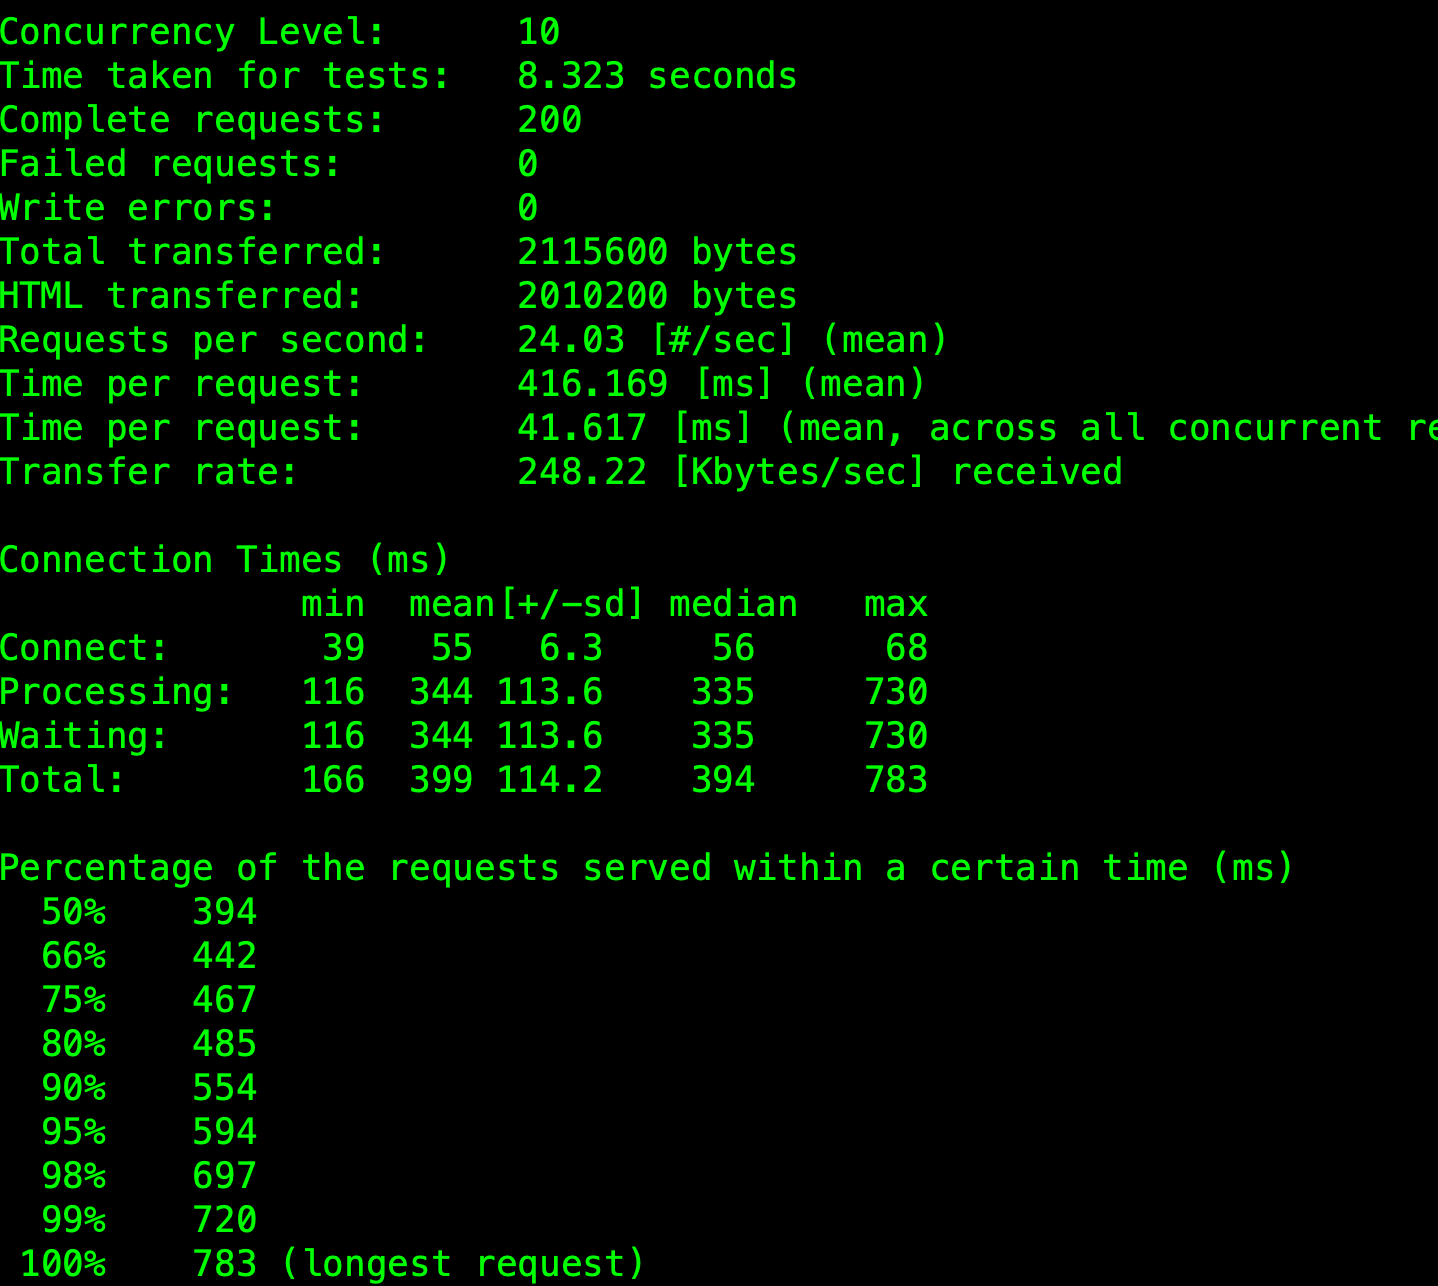 Concurrency Level:      10
Time taken for tests:   8.323 seconds
Complete requests:      200
Failed requests:        0
Write errors:           0
Total transferred:      2115600 bytes
HTML transferred:       2010200 bytes
Requests per second:    24.03 [#/sec] (mean)
Time per request:       416.169 [ms] (mean)
Time per request:       41.617 [ms] (mean, across all concurrent re
Transfer rate:          248.22 [Kbytes/sec] received

Connection Times (ms)
              min  mean[+/-sd] median   max
Connect:       39   55   6.3     56      68
Processing:   116  344 113.6    335     730
Waiting:      116  344 113.6    335     730
Total:        166  399 114.2    394     783

Percentage of the requests served within a certain time (ms)
  50%    394
  66%    442
  75%    467
  80%    485
  90%    554
  95%    594
  98%    697
  99%    720
 100%    783 (longest request)